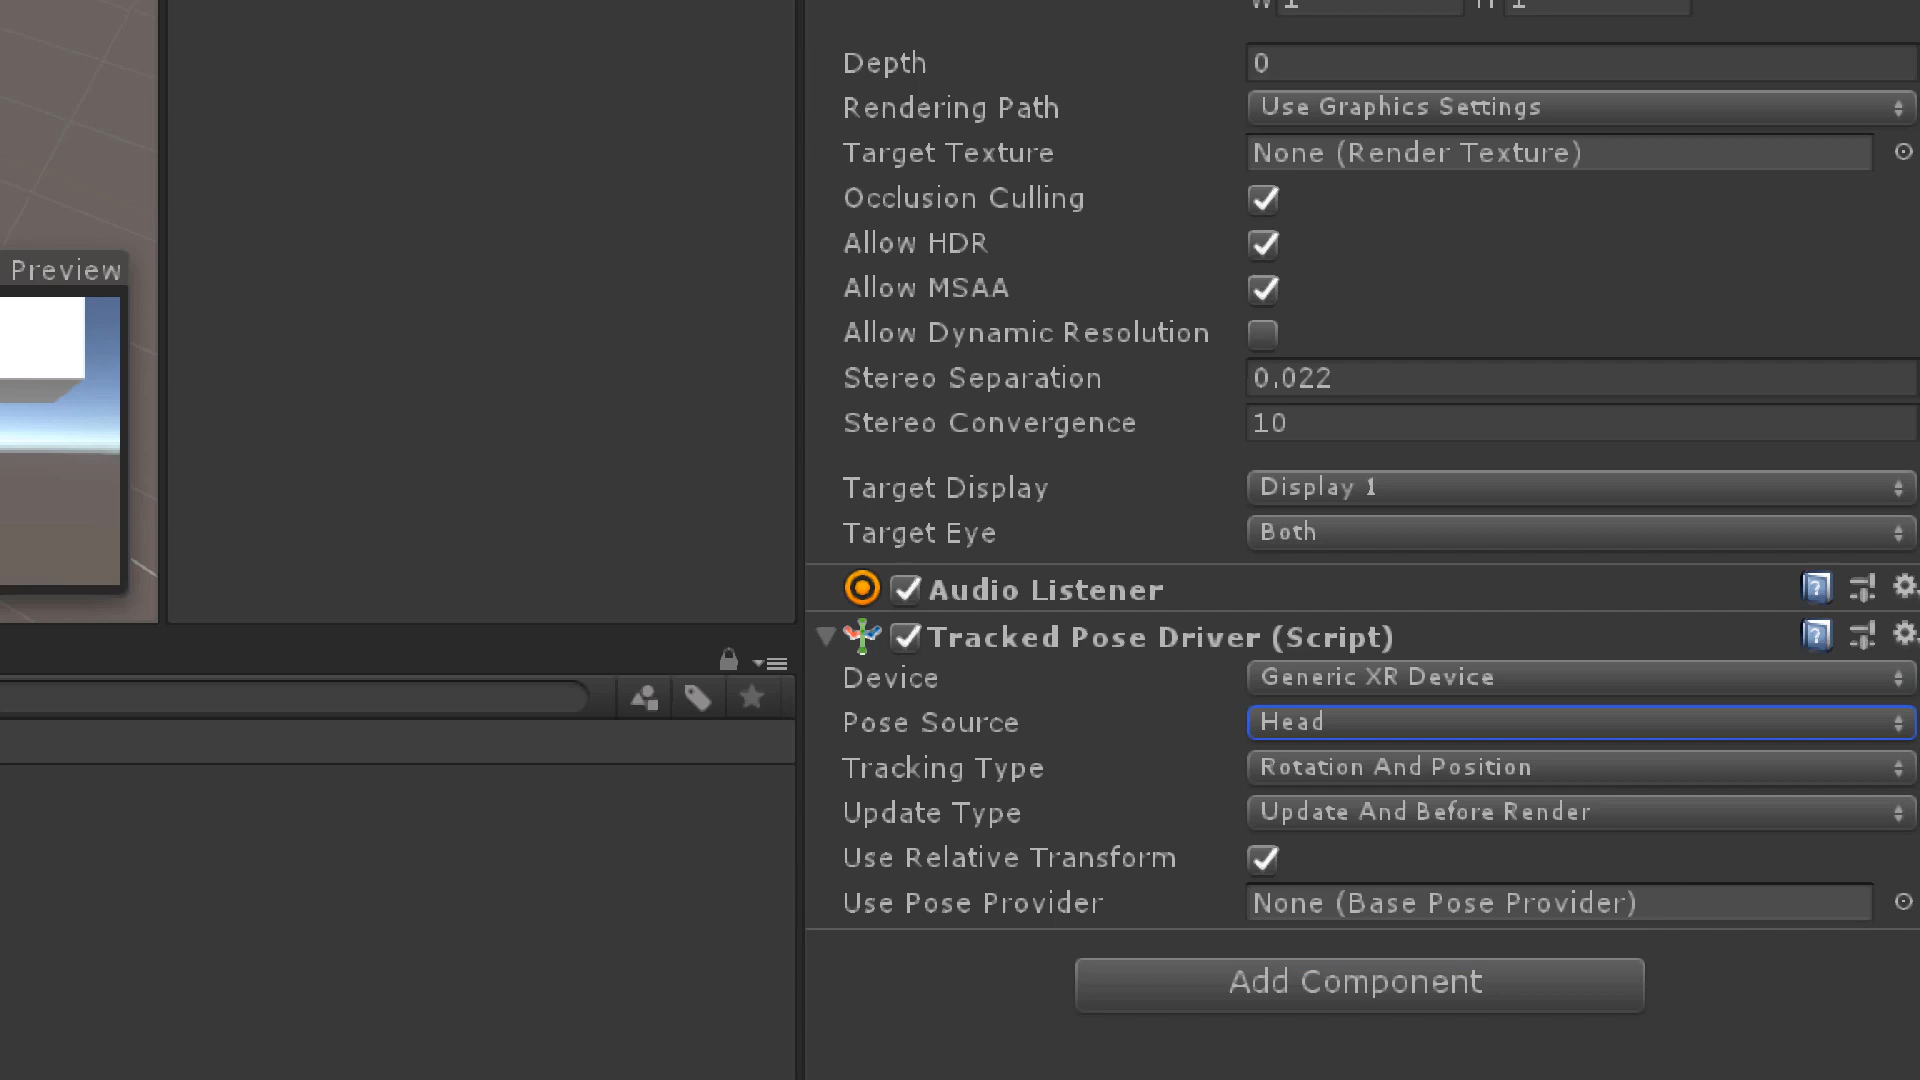 W 1 H 1
Depth 0
Rendering Path Use Graphics Settings
Target Texture None (Render Texture)
Occlusion Culling
Allow HDR
Preview
Allow MSAA
Allow Dynamic Resolution
Stereo Separation 0.022
Stereo Convergence 10
Target Display Display 1
Target Eye Both
Audio Listener
Tracked Pose Driver (Script)
Device Generic XR Device
Pose Source Head
Tracking Type Rotation And Position
Update Type Update And Before Render
Use Relative Transform
Use Pose Provider None (Base Pose Provider)
Add Component